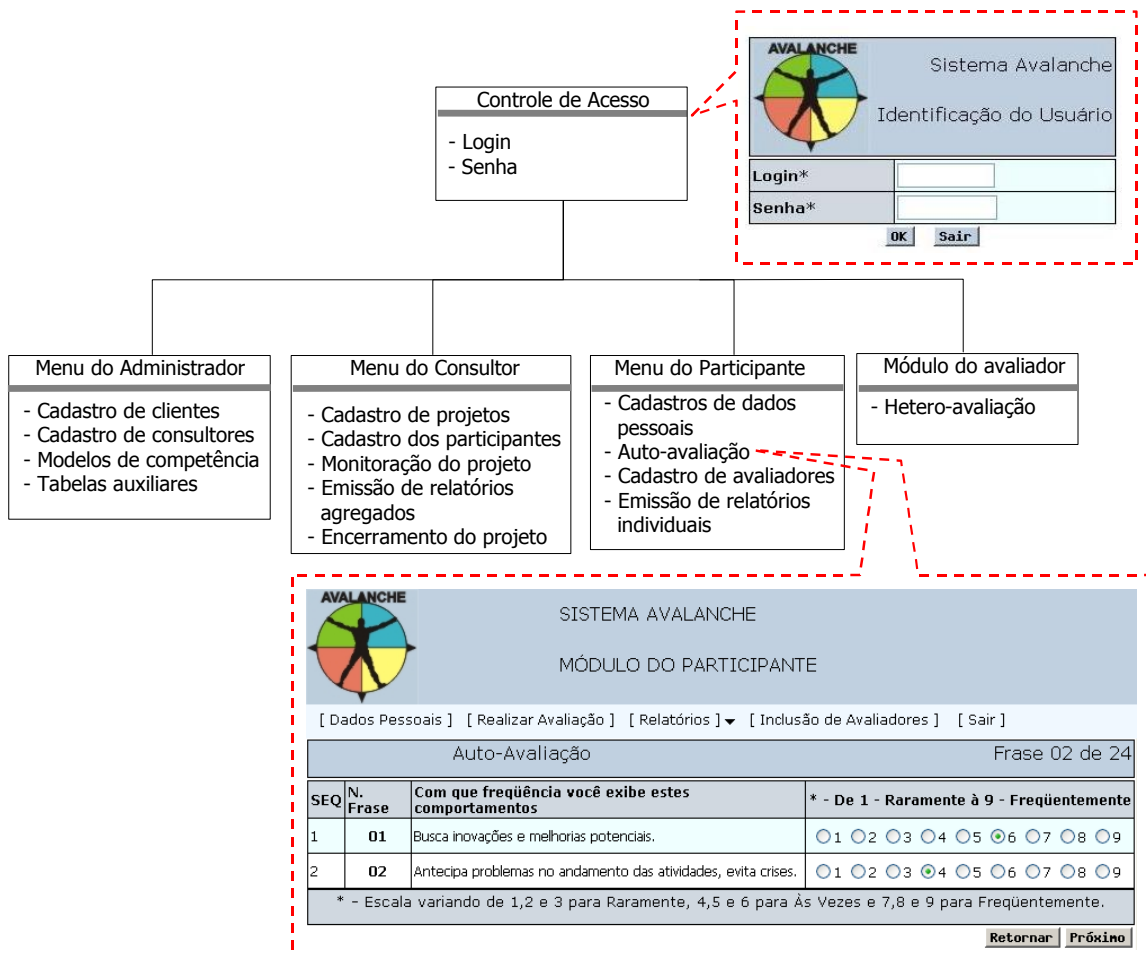 AVALANCHE
Sistema Avalanche
Identificação do Usuário
Login*
Senha*
OK Sair
Controle de Acesso
- Login
- Senha
Menu do Administrador
- Cadastro de clientes
- Cadastro de consultores
- Modelos de competência
- Tabelas auxiliares
Menu do Consultor
- Cadastro de projetos
- Cadastro dos participantes
- Monitoração do projeto
- Emissão de relatórios
agregados
- Encerramento do projeto
Menu do Participante
- Cadastros de dados
pessoais
- Auto-avaliação
- Cadastro de avaliadores
- Emissão de relatórios
individuais
Módulo do avaliador
- Hetero-avaliação
AVALANCHE
SISTEMA AVALANCHE
MÓDULO DO PARTICIPANTE
[ Dados Pessoais ] [ Realizar Avaliação ] [ Relatórios ] [ Inclusão de Avaliadores ] [ Sair ]
Auto-Avaliação Frase 02 de 24
SEQ N. Frase Com que freqüência você exibe estes comportamentos * - De 1 - Raramente à 9 - Freqüentemente
1 01 Busca inovações e melhorias potenciais. 1 2 3 4 5 6 7 8 9
2 02 Antecipa problemas no andamento das atividades, evita crises. 1 2 3 4 5 6 7 8 9
* - Escala variando de 1,2 e 3 para Raramente, 4,5 e 6 para Às Vezes e 7,8 e 9 para Freqüentemente.
Retornar Próximo